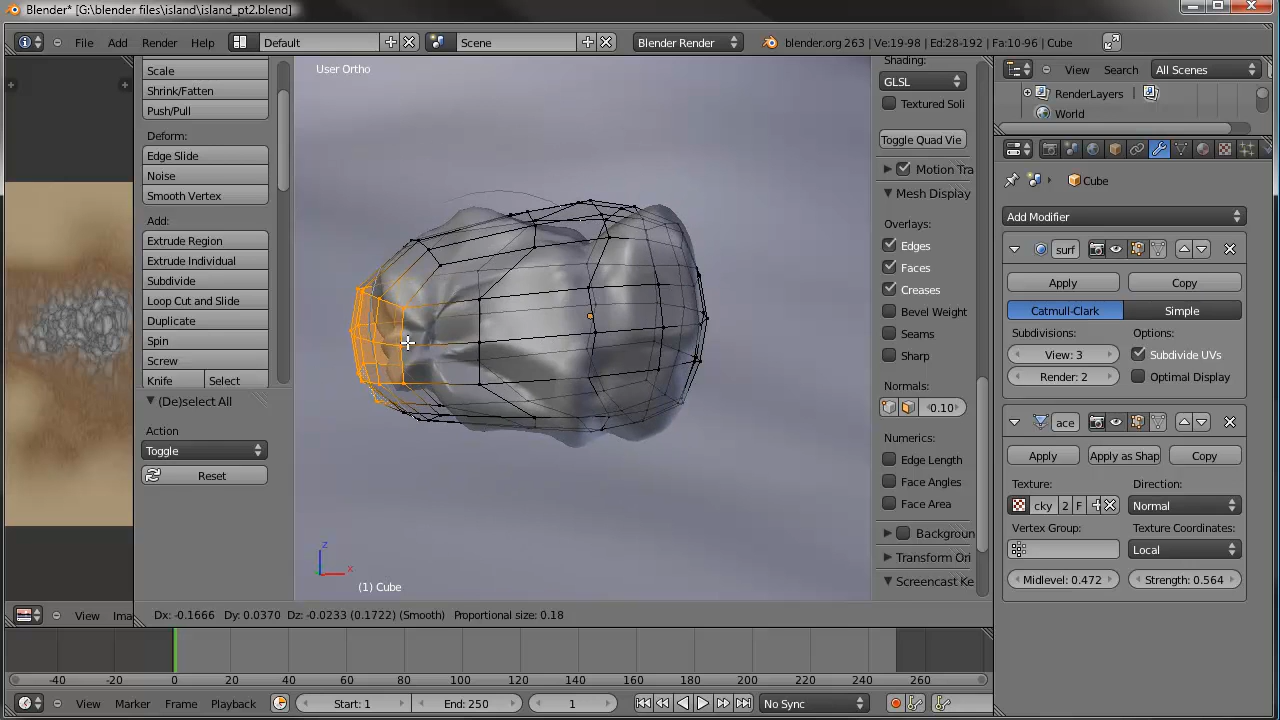 Blender* [G:\blender files\island\island_pt2.blend]
File Add Render Help Default Scene Blender Render blender.org 263 | Ve:19-98 | Ed:28-192 | Fa:10-96 | Cube
Scale
Shrink/Fatten
Push/Pull
Deform:
Edge Slide
Noise
Smooth Vertex
Add:
Extrude Region
Extrude Individual
Subdivide
Loop Cut and Slide
Duplicate
Spin
Screw
Knife Select
(De)select All
Action
Toggle
Reset
User Ortho
z
x
(1) Cube
Shading:
GLSL
Textured Soli
Toggle Quad Vie
Motion Tra
Mesh Display
Overlays:
Edges
Faces
Creases
Bevel Weight
Seams
Sharp
Normals:
0.10
Numerics:
Edge Length
Face Angles
Face Area
Backgroun
Transform Ori
Screencast Ke
View Search All Scenes
RenderLayers
World
Cube
Add Modifier
surf
Apply Copy
Catmull-Clark Simple
Subdivisions: Options:
View: 3 Subdivide UVs
Render: 2 Optimal Display
ace
Apply Apply as Shap Copy
Texture: Direction:
cky 2 F Normal
Vertex Group: Texture Coordinates:
Local
Midlevel: 0.472 Strength: 0.564
View Ima Dx: -0.1666 Dy: 0.0370 Dz: -0.0233 (0.1722) (Smooth) Proportional size: 0.18
-40 -20 0 20 40 60 80 100 120 140 160 180 200 220 240 260
View Marker Frame Playback Start: 1 End: 250 1 No Sync